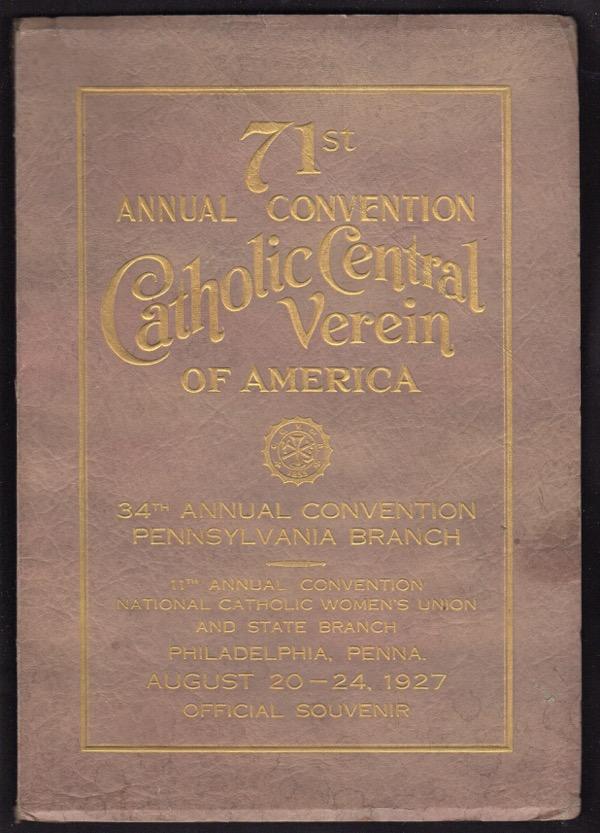 71st
ANNUAL CONVENTION
Catholic Central
Verein
OF AMERICA
1855
34TH ANNUAL CONVENTION
PENNSYLVANIA BRANCH
11TH ANNUAL CONVENTION
NATIONAL CATHOLIC WOMEN'S UNION
AND STATE BRANCH
PHILADELPHIA, PENNA.
AUGUST 20-24, 1927
OFFICIAL SOUVENIR